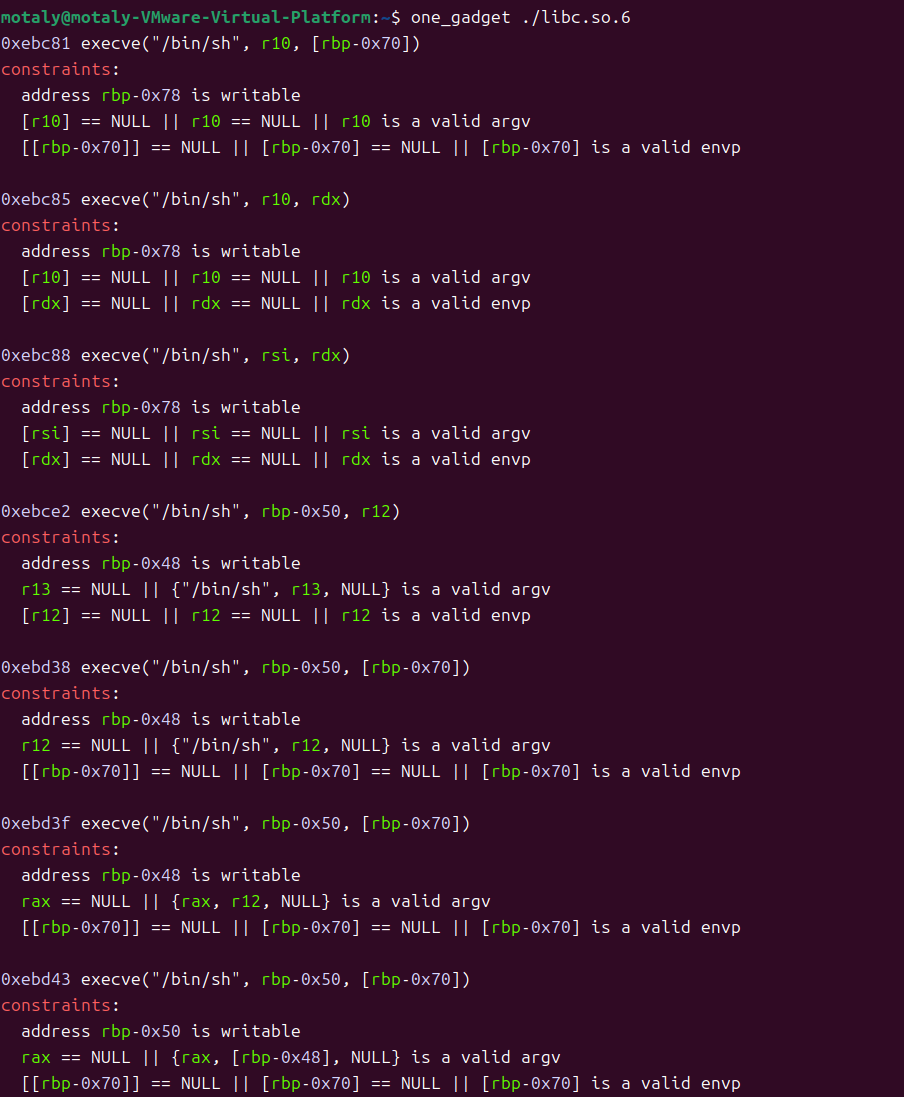 motaly@motaly-VMware-Virtual-Platform:~$ one_gadget ./libc.so.6
0xebc81 execve("/bin/sh", r10, [rbp-0x70])
constraints:
  address rbp-0x78 is writable
  [r10] == NULL || r10 == NULL || r10 is a valid argv
  [[rbp-0x70]] == NULL || [rbp-0x70] == NULL || [rbp-0x70] is a valid envp

0xebc85 execve("/bin/sh", r10, rdx)
constraints:
  address rbp-0x78 is writable
  [r10] == NULL || r10 == NULL || r10 is a valid argv
  [rdx] == NULL || rdx == NULL || rdx is a valid envp

0xebc88 execve("/bin/sh", rsi, rdx)
constraints:
  address rbp-0x78 is writable
  [rsi] == NULL || rsi == NULL || rsi is a valid argv
  [rdx] == NULL || rdx == NULL || rdx is a valid envp

0xebce2 execve("/bin/sh", rbp-0x50, r12)
constraints:
  address rbp-0x48 is writable
  r13 == NULL || {"/bin/sh", r13, NULL} is a valid argv
  [r12] == NULL || r12 == NULL || r12 is a valid envp

0xebd38 execve("/bin/sh", rbp-0x50, [rbp-0x70])
constraints:
  address rbp-0x48 is writable
  r12 == NULL || {"/bin/sh", r12, NULL} is a valid argv
  [[rbp-0x70]] == NULL || [rbp-0x70] == NULL || [rbp-0x70] is a valid envp

0xebd3f execve("/bin/sh", rbp-0x50, [rbp-0x70])
constraints:
  address rbp-0x48 is writable
  rax == NULL || {rax, r12, NULL} is a valid argv
  [[rbp-0x70]] == NULL || [rbp-0x70] == NULL || [rbp-0x70] is a valid envp

0xebd43 execve("/bin/sh", rbp-0x50, [rbp-0x70])
constraints:
  address rbp-0x50 is writable
  rax == NULL || {rax, [rbp-0x48], NULL} is a valid argv
  [[rbp-0x70]] == NULL || [rbp-0x70] == NULL || [rbp-0x70] is a valid envp